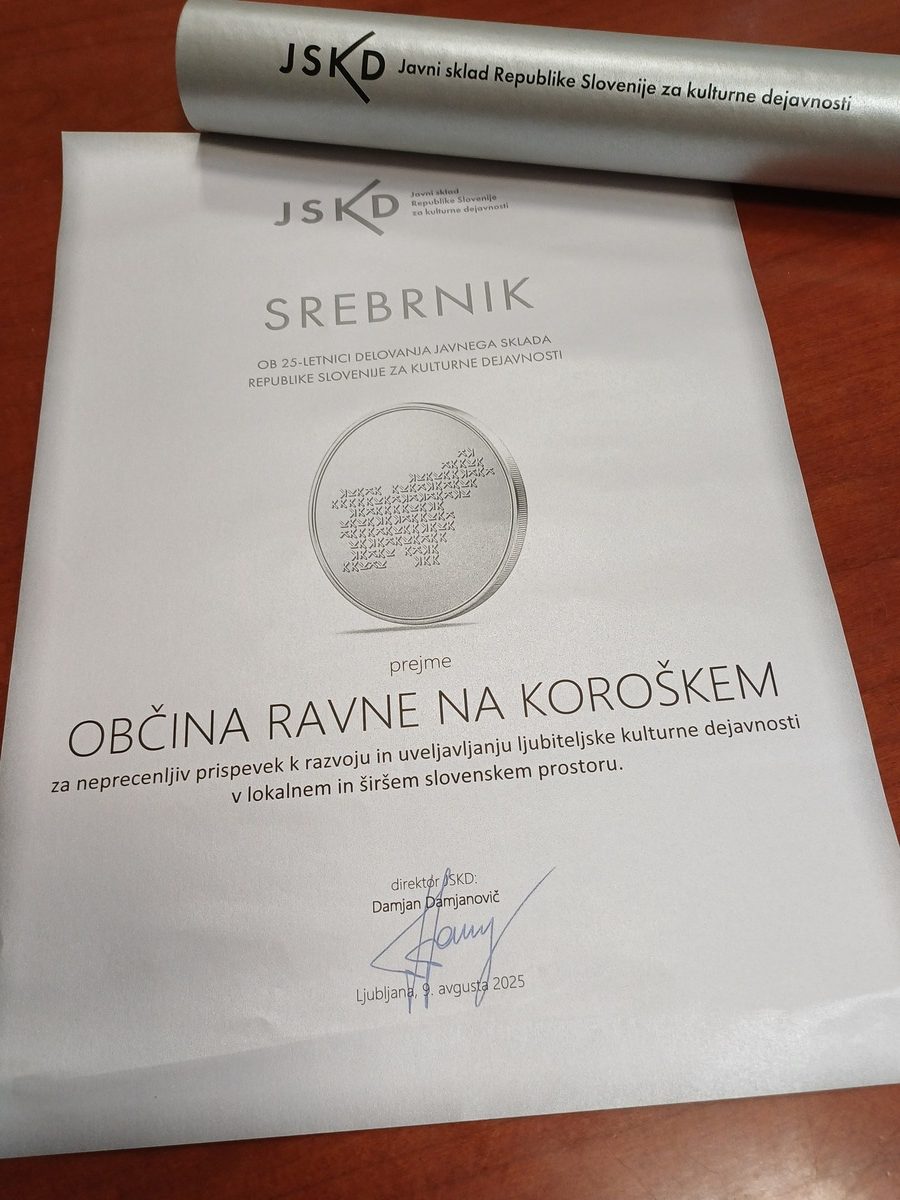 JSKD Javni sklad Republike Slovenije za kulturne dejavnosti
JSKD
Javni sklad
Republike Slovenije
za kulturne dejavnosti
SREBRNIK
OB 25-LETNICI DELOVANJA JAVNEGA SKLADA
REPUBLIKE SLOVENIJE ZA KULTURNE DEJAVNOSTI
prejme
OBČINA RAVNE NA KOROŠKEM
za neprecenljiv prispevek k razvoju in uveljavljanju ljubiteljske kulturne dejavnosti
v lokalnem in širšem slovenskem prostoru.
direktor JSKD:
Damjan Damjanovič
Ljubljana, 9. avgusta 2025